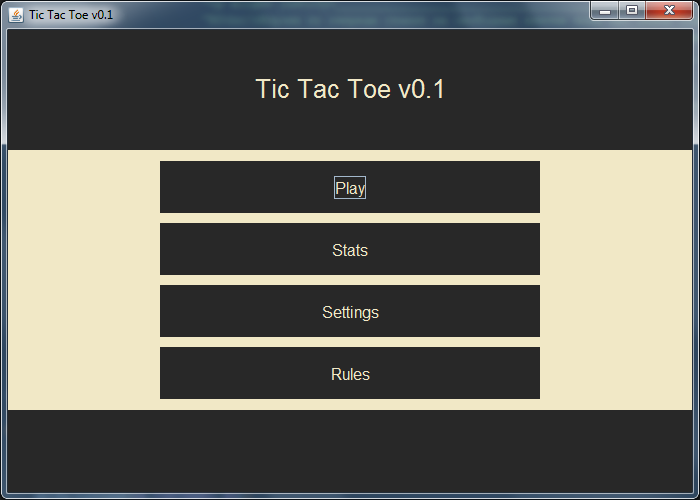 Tic Tac Toe v0.1
Tic Tac Toe v0.1
Play
Stats
Settings
Rules